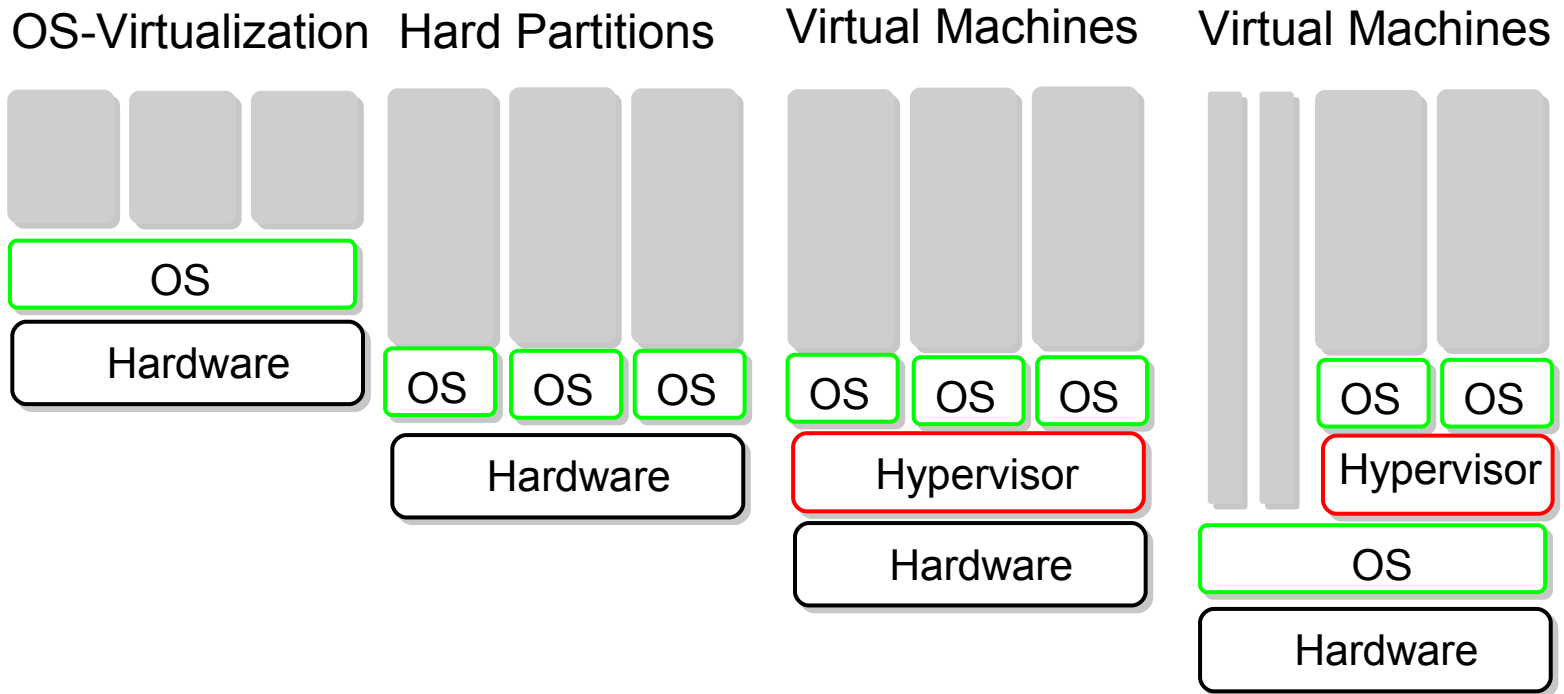 OS-Virtualization
Hard Partitions
Virtual Machines
Virtual Machines
OS
Hardware
OS
OS
OS
Hardware
OS
OS
OS
Hypervisor
Hardware
OS
OS
Hypervisor
OS
Hardware